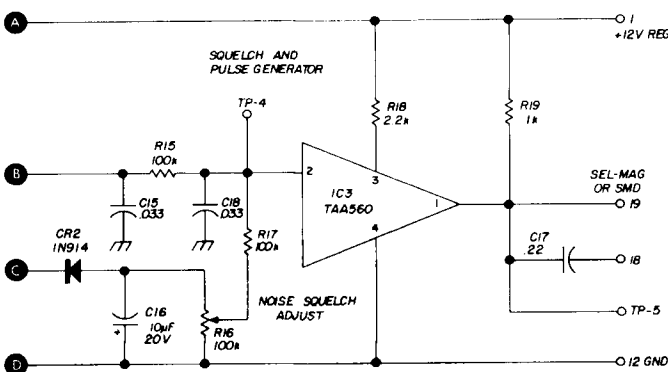 A
1
+12V REG
SQUELCH AND
PULSE GENERATOR
TP-4
R18
2.2k
R19
1k
R15
100k
B
2
3
IC3
TAA560
1
4
SEL-MAG
OR SMD
19
C15
.033
C18
.033
R17
100k
C17
.22
18
CR2
1N914
C
C16
10µF
20V
+
NOISE SQUELCH
ADJUST
R16
100k
TP-5
D
12 GND